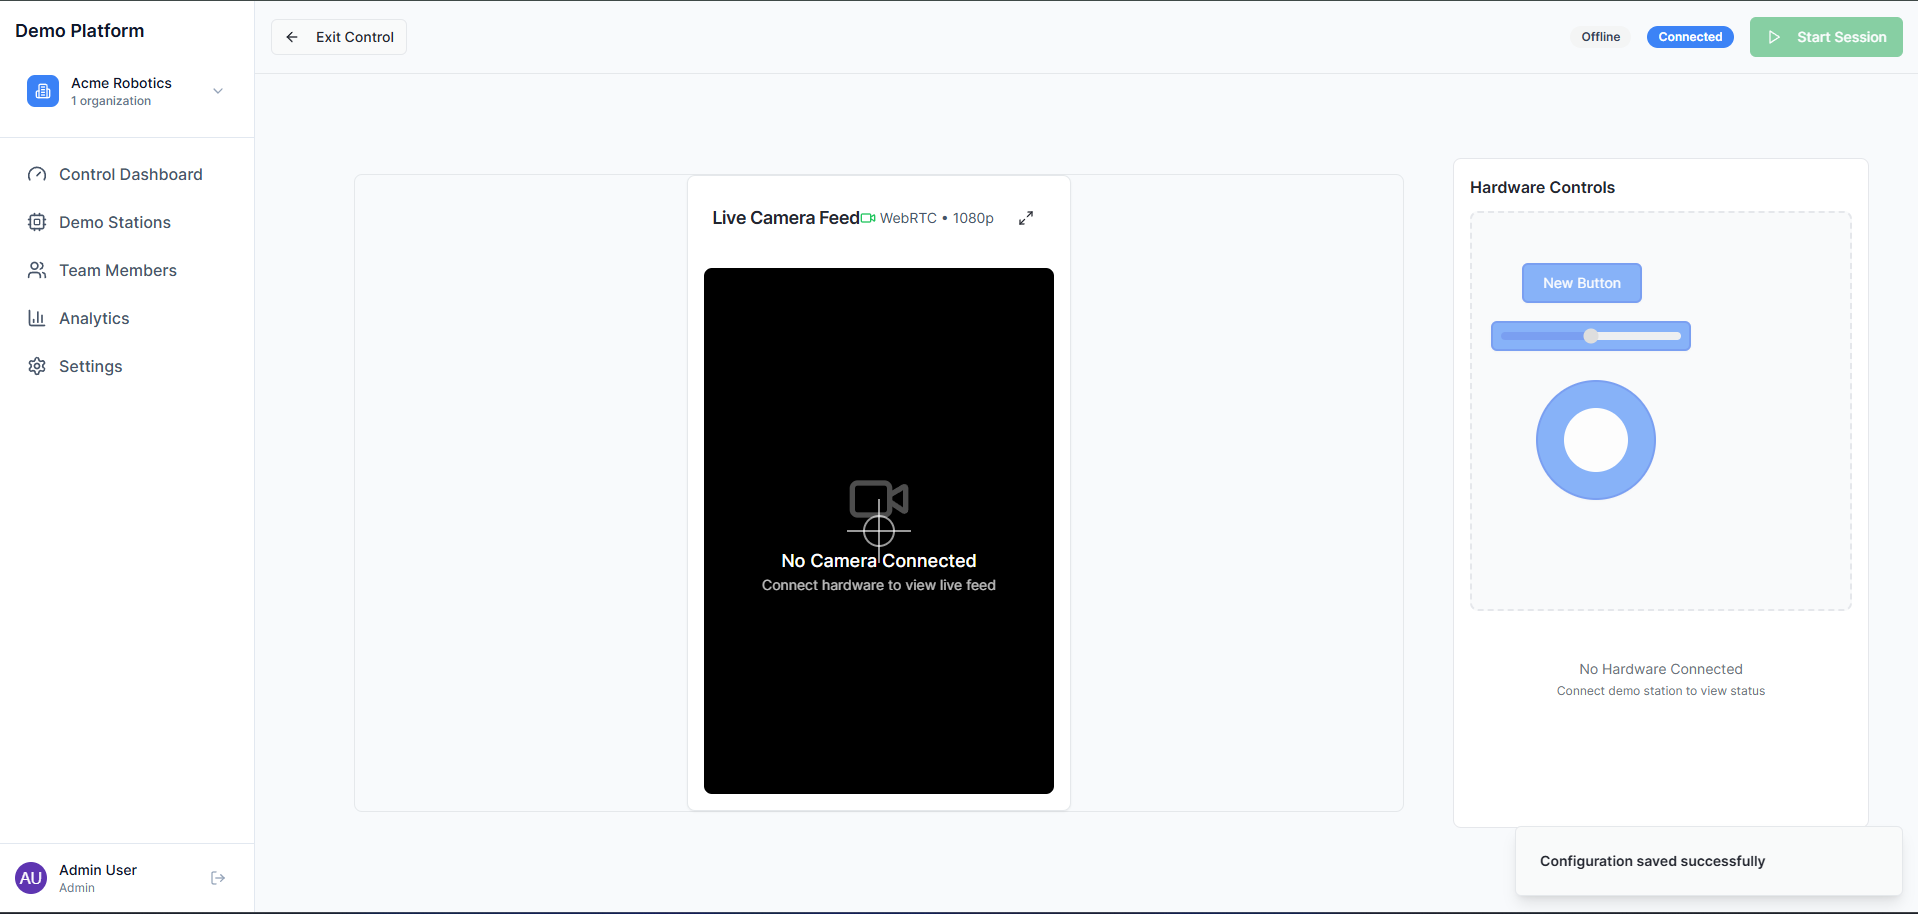 Demo Platform
Acme Robotics
1 organization
Control Dashboard
Demo Stations
Team Members
Analytics
Settings
AU
Admin User
Admin
Exit Control
Offline
Connected
Start Session
Live Camera Feed
WebRTC • 1080p
No Camera Connected
Connect hardware to view live feed
Hardware Controls
New Button
No Hardware Connected
Connect demo station to view status
Configuration saved successfully